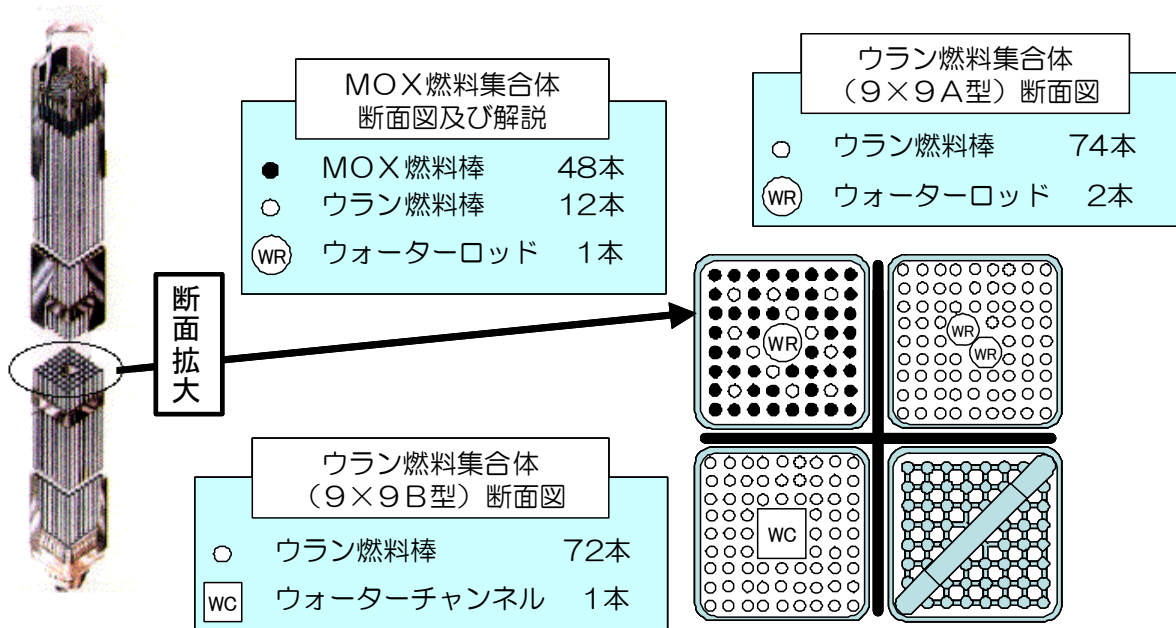 MOX燃料集合体
断面図及び解説
MOX燃料棒 48本
ウラン燃料棒 12本
WR ウォーターロッド 1本
ウラン燃料集合体
(9×9A型)断面図
ウラン燃料棒 74本
WR ウォーターロッド 2本
断面拡大
WR
WR
WR
WC
ウラン燃料集合体
(9×9B型)断面図
ウラン燃料棒 72本
WC ウォーターチャンネル 1本